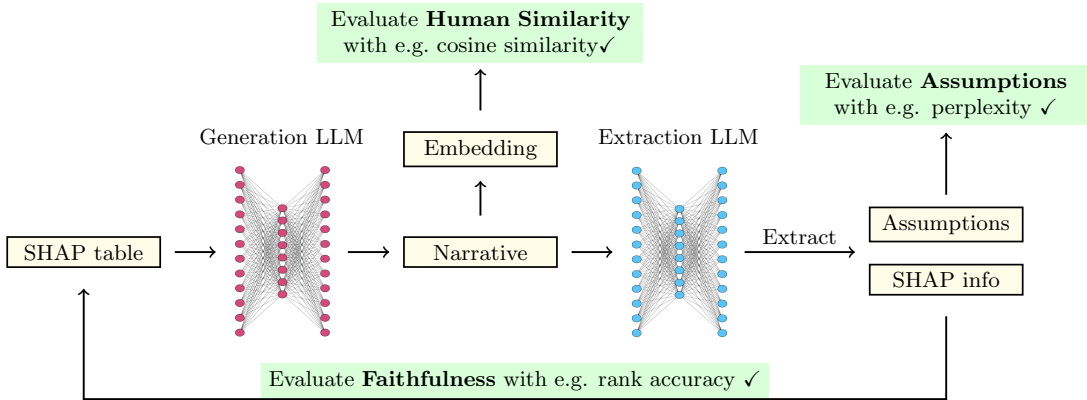 Evaluate Human Similarity
with e.g. cosine similarity✓
Evaluate Assumptions
with e.g. perplexity ✓
Generation LLM
Embedding
Extraction LLM
SHAP table
Narrative
Extract
Assumptions
SHAP info
Evaluate Faithfulness with e.g. rank accuracy ✓